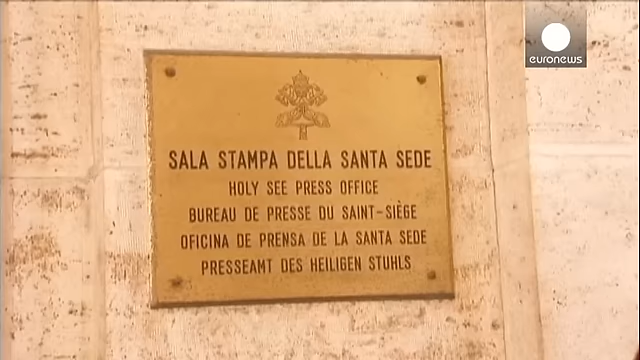 euronews
SALA STAMPA DELLA SANTA SEDE
HOLY SEE PRESS OFFICE
BUREAU DE PRESSE DU SAINT-SIÈGE
OFICINA DE PRENSA DE LA SANTA SEDE
PRESSEAMT DES HEILIGEN STUHLS